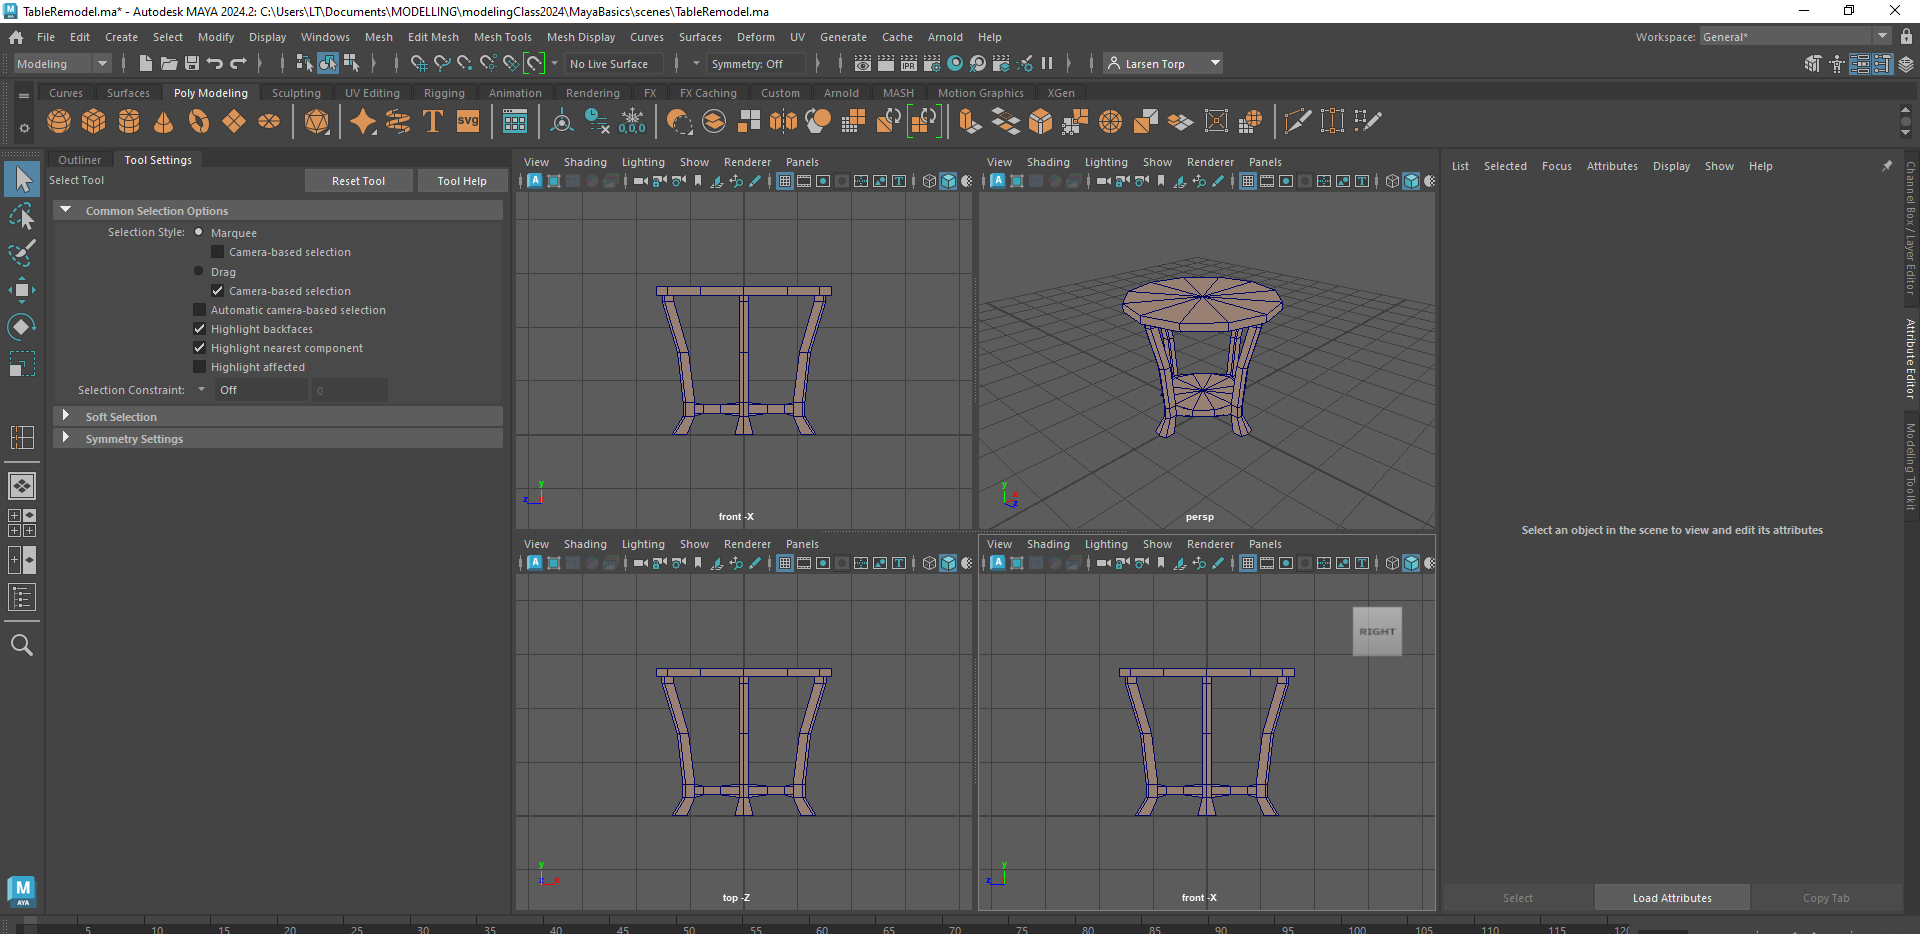 TableRemodel.ma* - Autodesk MAYA 2024.2: C:\Users\LT\Documents\MODELLING\modelingClass2024\MayaBasics\scenes\TableRemodel.ma
File Edit Create Select Modify Display Windows Mesh Edit Mesh Mesh Tools Mesh Display Curves Surfaces Deform UV Generate Cache Arnold Help Workspace: General*
Modeling No Live Surface Symmetry: Off IPR Larsen Torp
Curves Surfaces Poly Modeling Sculpting UV Editing Rigging Animation Rendering FX FX Caching Custom Arnold MASH Motion Graphics XGen
T svg 0,0,0
Outliner Tool Settings
Select Tool Reset Tool Tool Help
Common Selection Options
Selection Style: Marquee
Camera-based selection
Drag
Camera-based selection
Automatic camera-based selection
Highlight backfaces
Highlight nearest component
Highlight affected
Selection Constraint: Off 0
Soft Selection
Symmetry Settings
View Shading Lighting Show Renderer Panels
y
z
front -X
View Shading Lighting Show Renderer Panels
y
x
z
persp
View Shading Lighting Show Renderer Panels
y
z x
top -Z
View Shading Lighting Show Renderer Panels
RIGHT
y
z
front -X
List Selected Focus Attributes Display Show Help
Select an object in the scene to view and edit its attributes
Select Load Attributes Copy Tab
Channel Box / Layer Editor
Attribute Editor
Modeling Toolkit
M
AYA
5 10 15 20 25 30 35 40 45 50 55 60 65 70 75 80 85 90 95 100 105 110 115 120